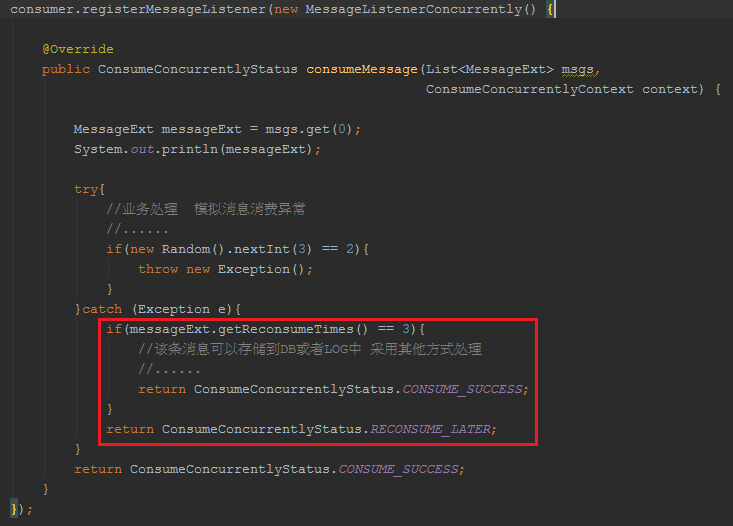 consumer.registerMessageListener(new MessageListenerConcurrently() {
@Override
public ConsumeConcurrentlyStatus consumeMessage(List<MessageExt> msgs,
ConsumeConcurrentlyContext context) {
MessageExt messageExt = msgs.get(0);
System.out.println(messageExt);
try{
//业务处理 模拟消息消费异常
//......
if(new Random().nextInt(3) == 2){
throw new Exception();
}
}catch (Exception e){
if(messageExt.getReconsumeTimes() == 3){
//该条消息可以存储到DB或者LOG中 采用其他方式处理
//......
return ConsumeConcurrentlyStatus.CONSUME_SUCCESS;
}
return ConsumeConcurrentlyStatus.RECONSUME_LATER;
}
return ConsumeConcurrentlyStatus.CONSUME_SUCCESS;
}
});